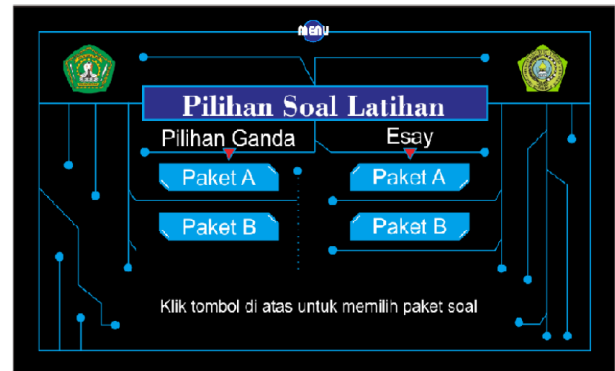 menu
Pilihan Soal Latihan
Pilihan Ganda
Esay
Paket A
Paket A
Paket B
Paket B
Klik tombol di atas untuk memilih paket soal